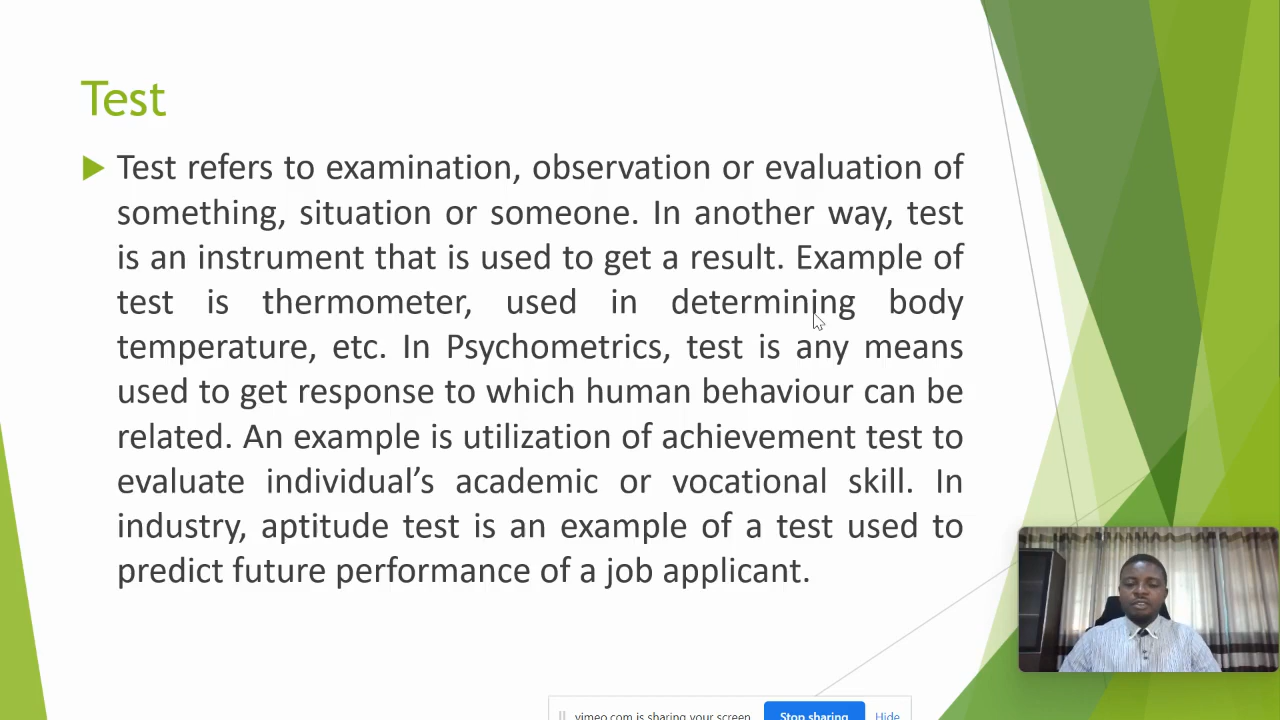 Test
Test refers to examination, observation or evaluation of
something, situation or someone. In another way, test
is an instrument that is used to get a result. Example of
test is thermometer, used in determining body
temperature, etc. In Psychometrics, test is any means
used to get response to which human behaviour can be
related. An example is utilization of achievement test to
evaluate individual’s academic or vocational skill. In
industry, aptitude test is an example of a test used to
predict future performance of a job applicant.
vimeo.com is sharing your screen. Stop sharing Hide